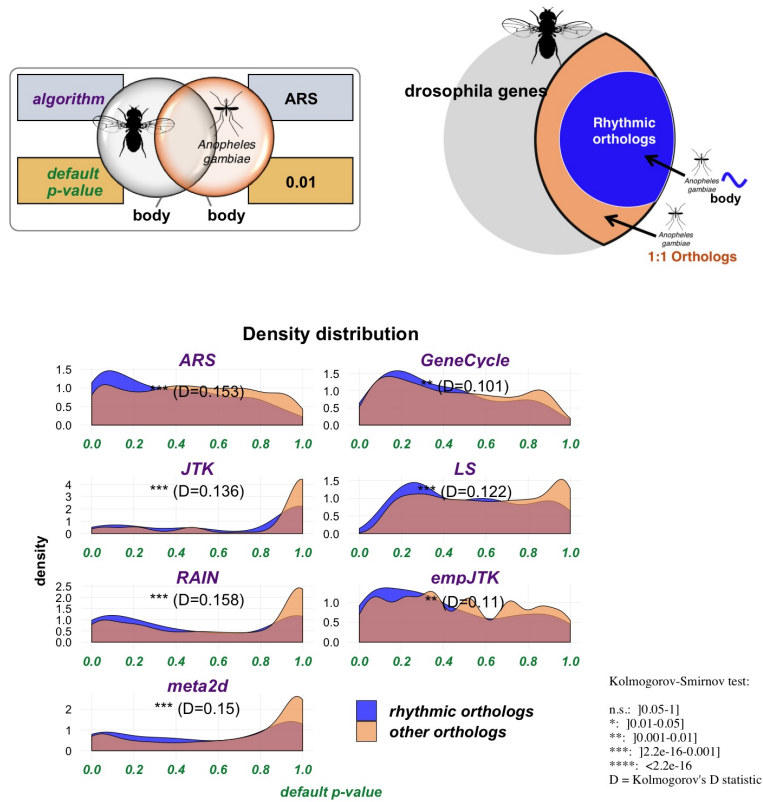 algorithm
ARS
Anopheles
gambiae
default
p-value
0.01
body
body
drosophila genes
Rhythmic
orthologs
Anopheles
gambiae
body
Anopheles
gambiae
1:1 Orthologs
Density distribution
ARS
*** (D=0.153)
1.5
1.0
0.5
0.0
0.0 0.2 0.4 0.6 0.8 1.0
GeneCycle
** (D=0.101)
1.5
1.0
0.5
0.0
0.0 0.2 0.4 0.6 0.8 1.0
JTK
*** (D=0.136)
4
3
2
1
0
0.0 0.2 0.4 0.6 0.8 1.0
LS
*** (D=0.122)
1.5
1.0
0.5
0.0
0.0 0.2 0.4 0.6 0.8 1.0
density
RAIN
*** (D=0.158)
2.5
2.0
1.5
1.0
0.5
0.0
0.0 0.2 0.4 0.6 0.8 1.0
empJTK
** (D=0.11)
1.0
0.5
0.0
0.0 0.2 0.4 0.6 0.8 1.0
meta2d
*** (D=0.15)
2
1
0
0.0 0.2 0.4 0.6 0.8 1.0
default p-value
rhythmic orthologs
other orthologs
Kolmogorov-Smirnov test:
n.s.: ]0.05-1]
*: ]0.01-0.05]
**: ]0.001-0.01]
***: ]2.2e-16-0.001]
****: <2.2e-16
D = Kolmogorov's D statistic